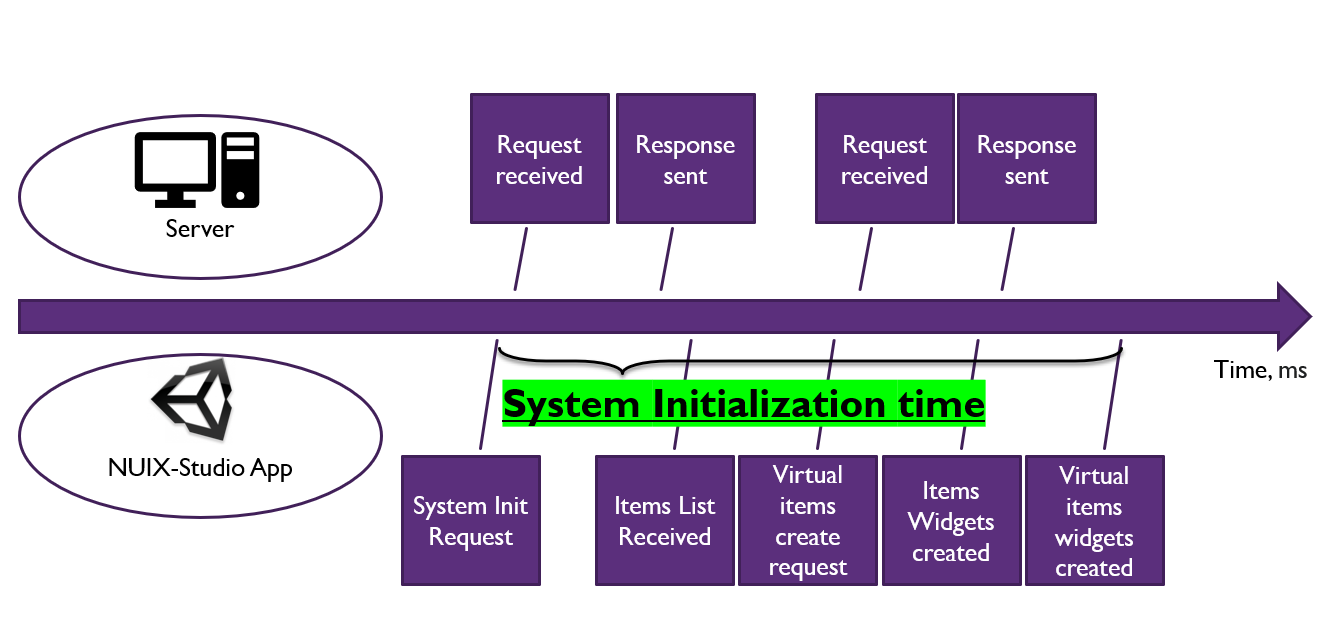 Request
received
Response
sent
Request
received
Response
sent
Server
Time, ms
System Initialization time
NUIX-Studio App
System Init
Request
Items List
Received
Virtual
items
create
request
Items
Widgets
created
Virtual
items
widgets
created